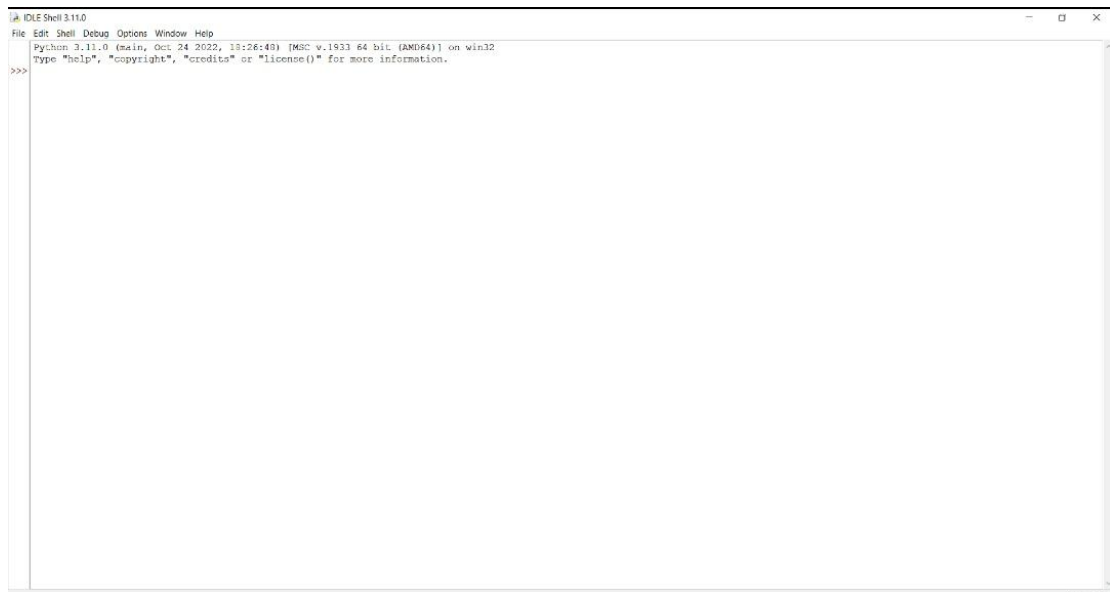 IDLE Shell 3.11.0
File Edit Shell Debug Options Window Help
Python 3.11.0 (main, Oct 24 2022, 18:26:48) [MSC v.1933 64 bit (AMD64)] on win32
Type "help", "copyright", "credits" or "license()" for more information.
>>>